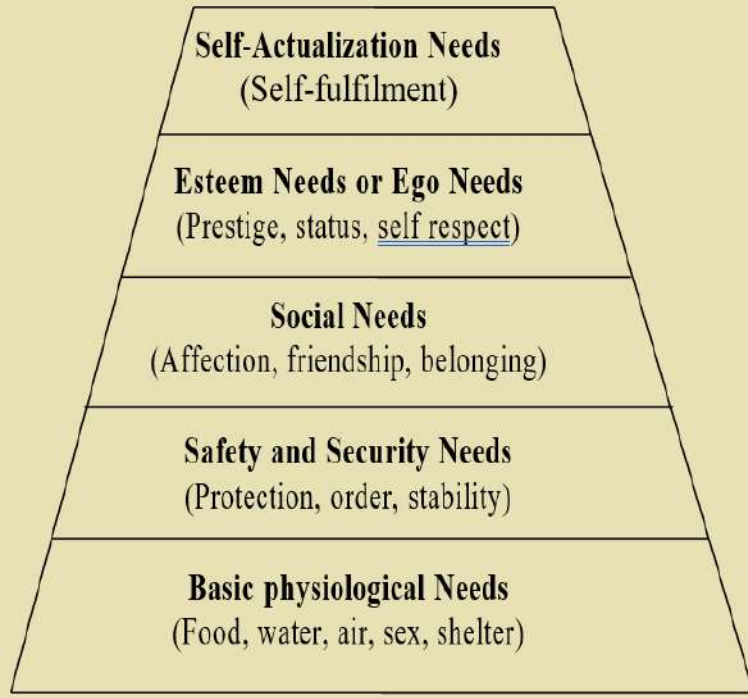 Self-Actualization Needs
(Self-fulfilment)
Esteem Needs or Ego Needs
(Prestige, status, self respect)
Social Needs
(Affection, friendship, belonging)
Safety and Security Needs
(Protection, order, stability)
Basic physiological Needs
(Food, water, air, sex, shelter)